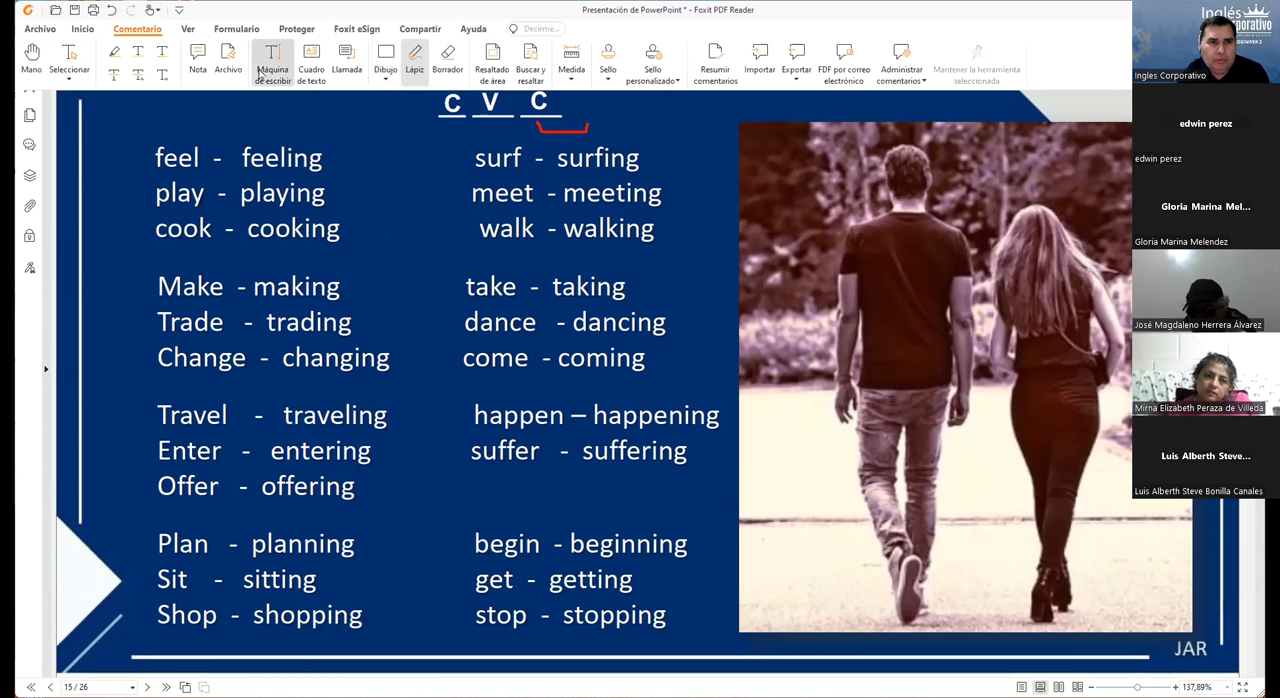 Presentación de PowerPoint * - Foxit PDF Reader
Archivo Inicio Comentario Ver Formulario Proteger Foxit eSign Compartir Ayuda Decirme...
Mano Seleccionar Nota Archivo Máquina de escribir Cuadro de texto Llamada Dibujo Lápiz Borrador Resaltado de área Buscar y resaltar Medida Sello Sello personalizado Resumir comentarios Importar Exportar FDF por correo electrónico Administrar comentarios Mantener la herramienta seleccionada
C V C
feel - feeling surf - surfing
play - playing meet - meeting
cook - cooking walk - walking
Make - making take - taking
Trade - trading dance - dancing
Change - changing come - coming
Travel - traveling happen – happening
Enter - entering suffer - suffering
Offer - offering
Plan - planning begin - beginning
Sit - sitting get - getting
Shop - shopping stop - stopping
JAR
15 / 26
137,89%
Inglés
BEGINNER 2
Ingles Corporativo
edwin perez
edwin perez
Gloria Marina Mel...
Gloria Marina Melendez
José Magdaleno Herrera Álvarez
Mirna Elizabeth Peraza de Villeda
Luis Alberth Steve...
Luis Alberth Steve Bonilla Canales